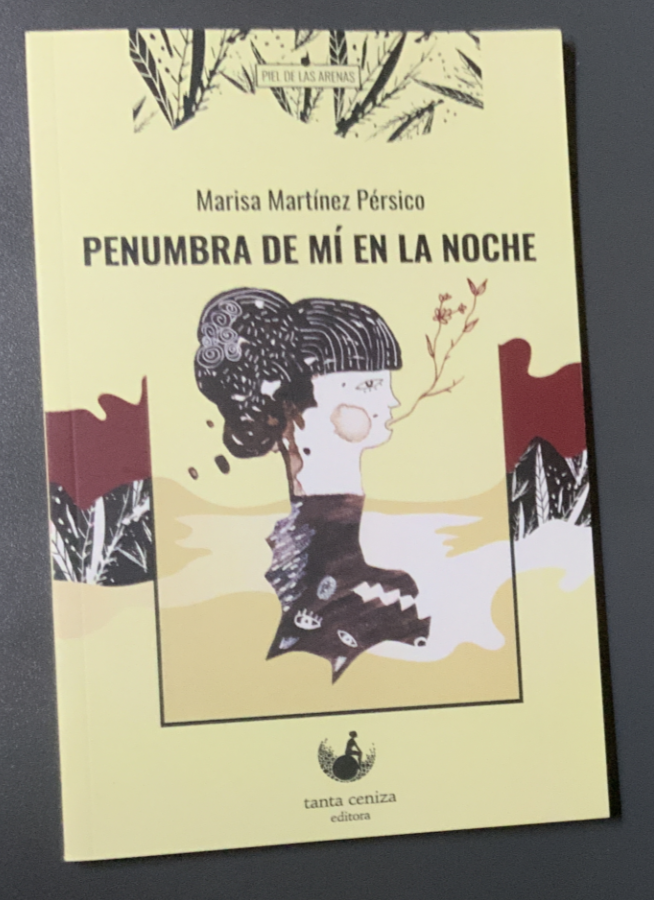 PIEL DE LAS ARENAS
Marisa Martínez Pérsico
PENUMBRA DE MÍ EN LA NOCHE
tanta ceniza
editora